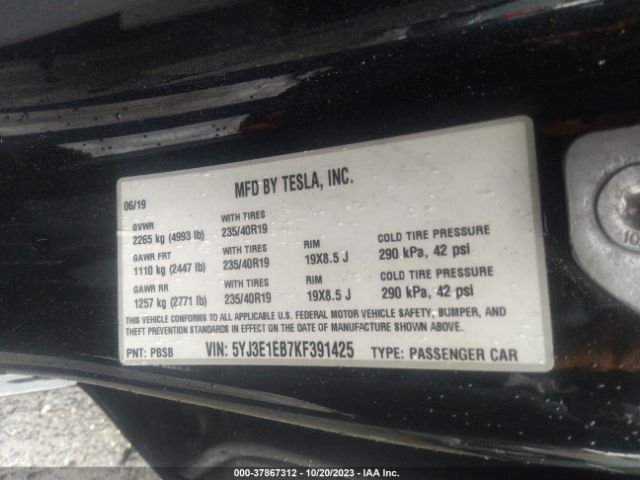 MFD BY TESLA, INC.
06/19
GVWR WITH TIRES
2265 kg (4993 lb) 235/40R19
GAWR FRT WITH TIRES RIM COLD TIRE PRESSURE
1110 kg (2447 lb) 235/40R19 19X8.5 J 290 kPa, 42 psi
GAWR RR WITH TIRES RIM COLD TIRE PRESSURE
1257 kg (2771 lb) 235/40R19 19X8.5 J 290 kPa, 42 psi
THIS VEHICLE CONFORMS TO ALL APPLICABLE U.S. FEDERAL MOTOR VEHICLE SAFETY, BUMPER, AND
THEFT PREVENTION STANDARDS IN EFFECT ON THE DATE OF MANUFACTURE SHOWN ABOVE.
PNT: PBSB VIN: 5YJ3E1EB7KF391425 TYPE: PASSENGER CAR
000-37867312 - 10/20/2023 - IAA Inc.